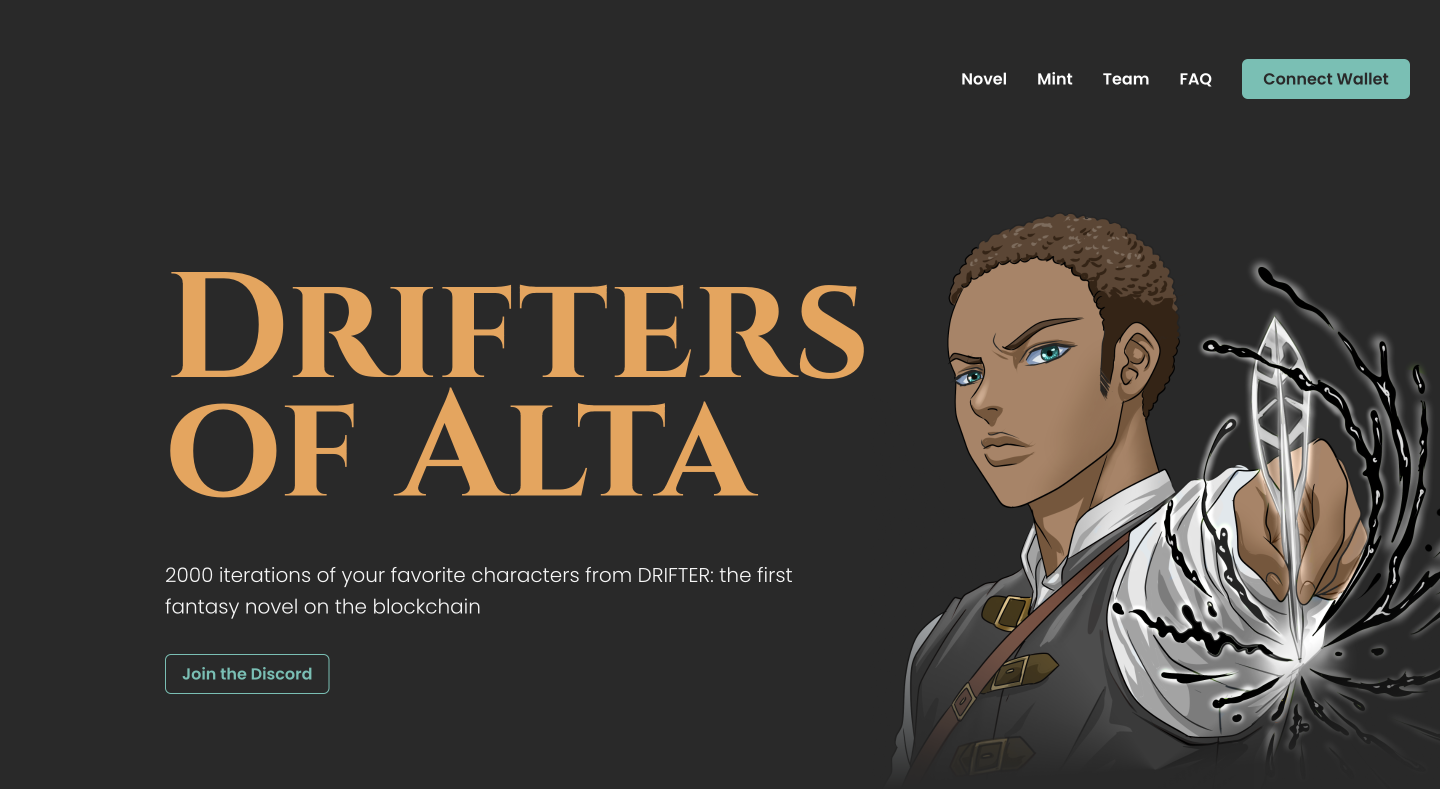 Novel Mint Team FAQ Connect Wallet
Drifters
of Alta
2000 iterations of your favorite characters from DRIFTER: the first
fantasy novel on the blockchain
Join the Discord